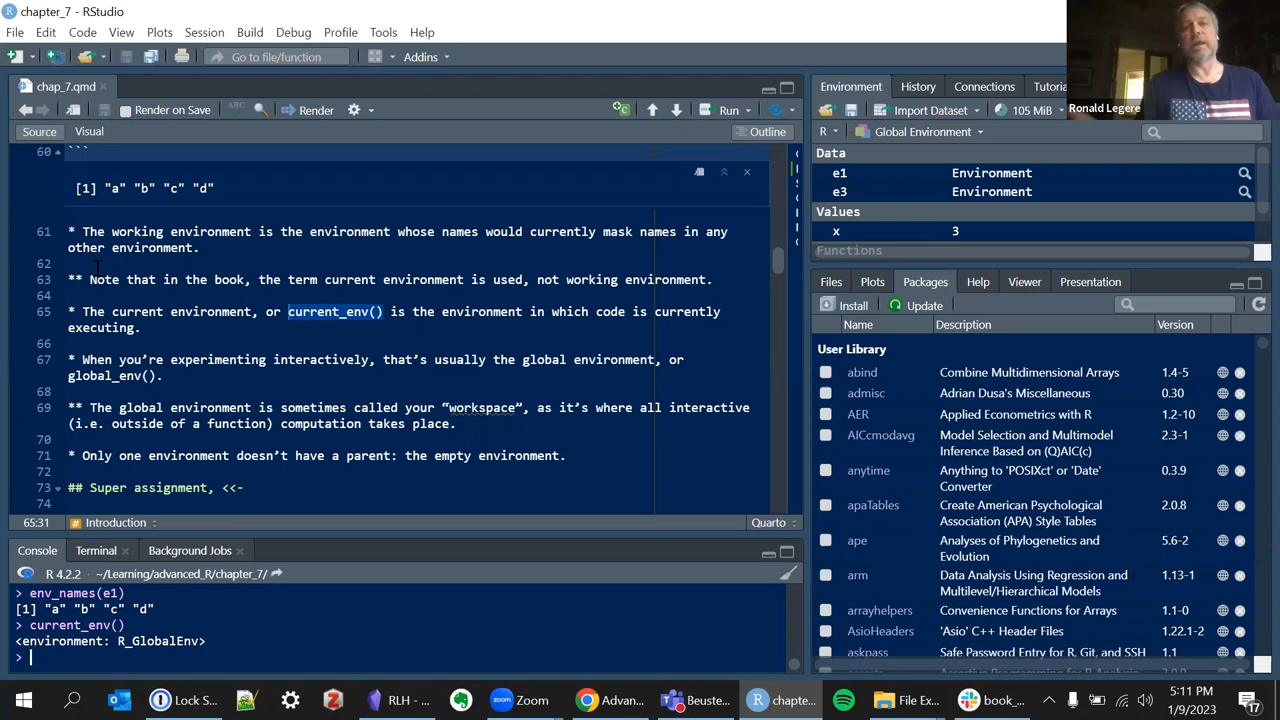 chapter_7 - RStudio
File Edit Code View Plots Session Build Debug Profile Tools Help
Go to file/function
Addins
Ronald Legere
chap_7.qmd
Render on Save
ABC
Render
Run
Source Visual
Outline
60 ```
[1] "a" "b" "c" "d"
61 * The working environment is the environment whose names would currently mask names in any
other environment.
62
63 ** Note that in the book, the term current environment is used, not working environment.
64
65 * The current environment, or current_env() is the environment in which code is currently
executing.
66
67 * When you’re experimenting interactively, that’s usually the global environment, or
global_env().
68
69 ** The global environment is sometimes called your “workspace”, as it’s where all interactive
(i.e. outside of a function) computation takes place.
70
71 * Only one environment doesn’t have a parent: the empty environment.
72
73 ## Super assignment, <<-
74
65:31 # Introduction Quarto
Console Terminal Background Jobs
R 4.2.2 · ~/Learning/advanced_R/chapter_7/
> env_names(e1)
[1] "a" "b" "c" "d"
> current_env()
<environment: R_GlobalEnv>
>
Environment History Connections Tutoria
Import Dataset 105 MiB
R Global Environment
Data
e1 Environment
e3 Environment
Values
x 3
Functions
Files Plots Packages Help Viewer Presentation
Install Update
Name Description Version
User Library
abind Combine Multidimensional Arrays 1.4-5
admisc Adrian Dusa's Miscellaneous 0.30
AER Applied Econometrics with R 1.2-10
AICcmodavg Model Selection and Multimodel
Inference Based on (Q)AIC(c) 2.3-1
anytime Anything to 'POSIXct' or 'Date'
Converter 0.3.9
apaTables Create American Psychological
Association (APA) Style Tables 2.0.8
ape Analyses of Phylogenetics and
Evolution 5.6-2
arm Data Analysis Using Regression and
Multilevel/Hierarchical Models 1.13-1
arrayhelpers Convenience Functions for Arrays 1.1-0
AsioHeaders 'Asio' C++ Header Files 1.22.1-2
askpass Safe Password Entry for R, Git, and SSH 1.1
Lock S...
RLH - ...
Zoom
Advan...
Beuste...
chapte...
File Ex...
book_...
5:11 PM
1/9/2023
17